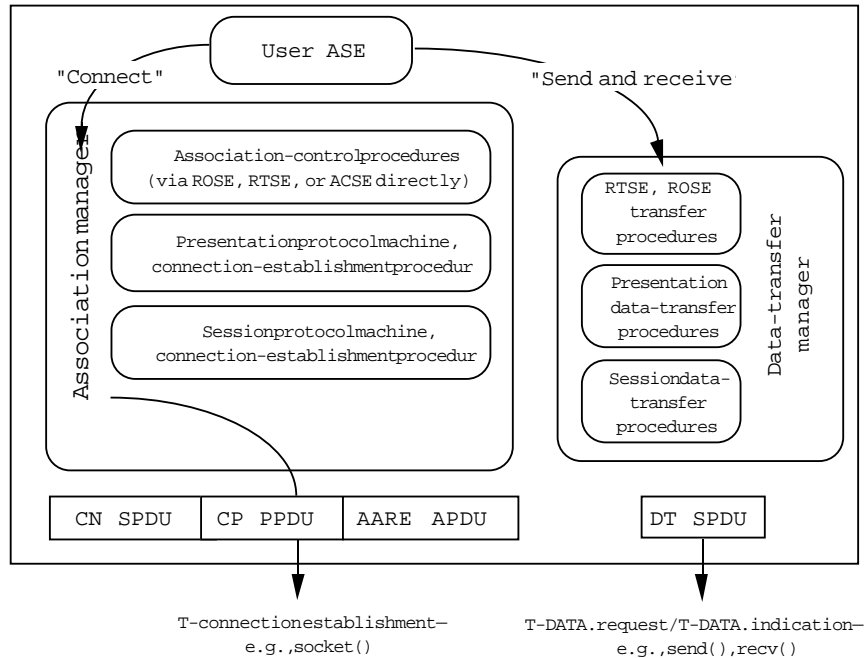 User ASE
"Connect"
"Send and receive
Association manager
Association-controlprocedures
(via ROSE, RTSE, or ACSE directly)
Presentationprotocolmachine,
connection-establishmentprocedur
Sessionprotocolmachine,
connection-establishmentprocedur
RTSE, ROSE
transfer
procedures
Presentation
data-transfer
procedures
Sessiondata-
transfer
procedures
Data-transfer
manager
CN SPDU
CP PPDU
AARE APDU
DT SPDU
T-connectionestablishment—
e.g.,socket()
T-DATA.request/T-DATA.indication—
e.g.,send(),recv()